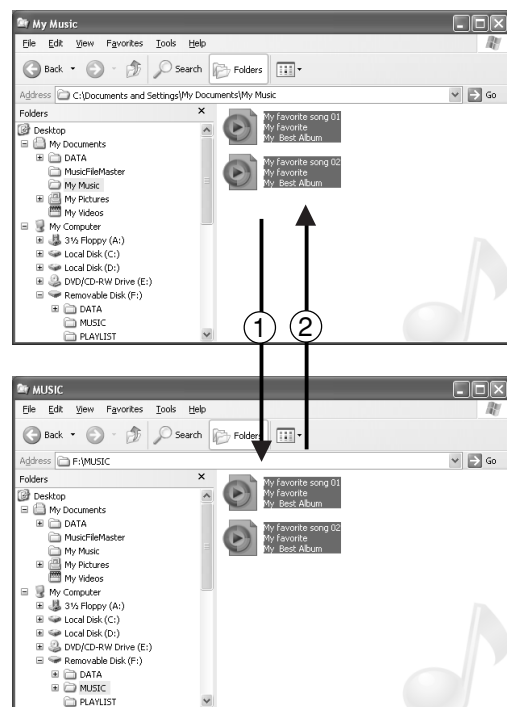 My Music
File Edit View Favorites Tools Help
Back Search Folders
Address C:\Documents and Settings\My Documents\My Music Go
Folders
Desktop
My Documents
DATA
MusicFileMaster
My Music
My Pictures
My Videos
My Computer
3½ Floppy (A:)
Local Disk (C:)
Local Disk (D:)
DVD/CD-RW Drive (E:)
Removable Disk (F:)
DATA
MUSIC
PLAYLIST
My favorite song 01
My favorite
My Best Album
My favorite song 02
My favorite
My Best Album
1 2
MUSIC
File Edit View Favorites Tools Help
Back Search Folders
Address F:\MUSIC Go
Folders
Desktop
My Documents
DATA
MusicFileMaster
My Music
My Pictures
My Videos
My Computer
3½ Floppy (A:)
Local Disk (C:)
Local Disk (D:)
DVD/CD-RW Drive (E:)
Removable Disk (F:)
DATA
MUSIC
PLAYLIST
My favorite song 01
My favorite
My Best Album
My favorite song 02
My favorite
My Best Album